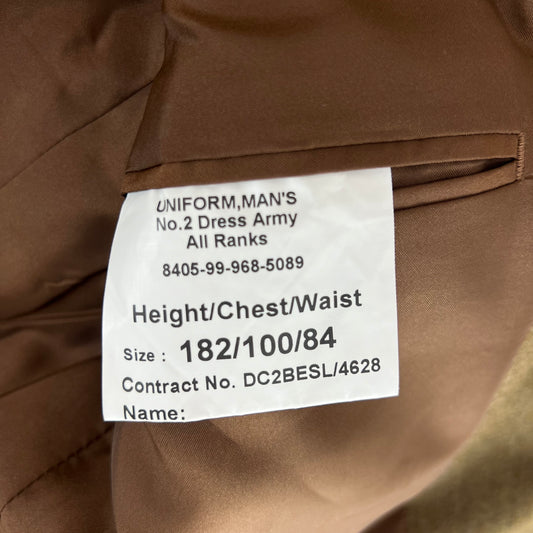 UNIFORM,MAN'S
No.2 Dress Army
All Ranks
8405-99-968-5089
Height/Chest/Waist
Size : 182/100/84
Contract No. DC2BESL/4628
Name: